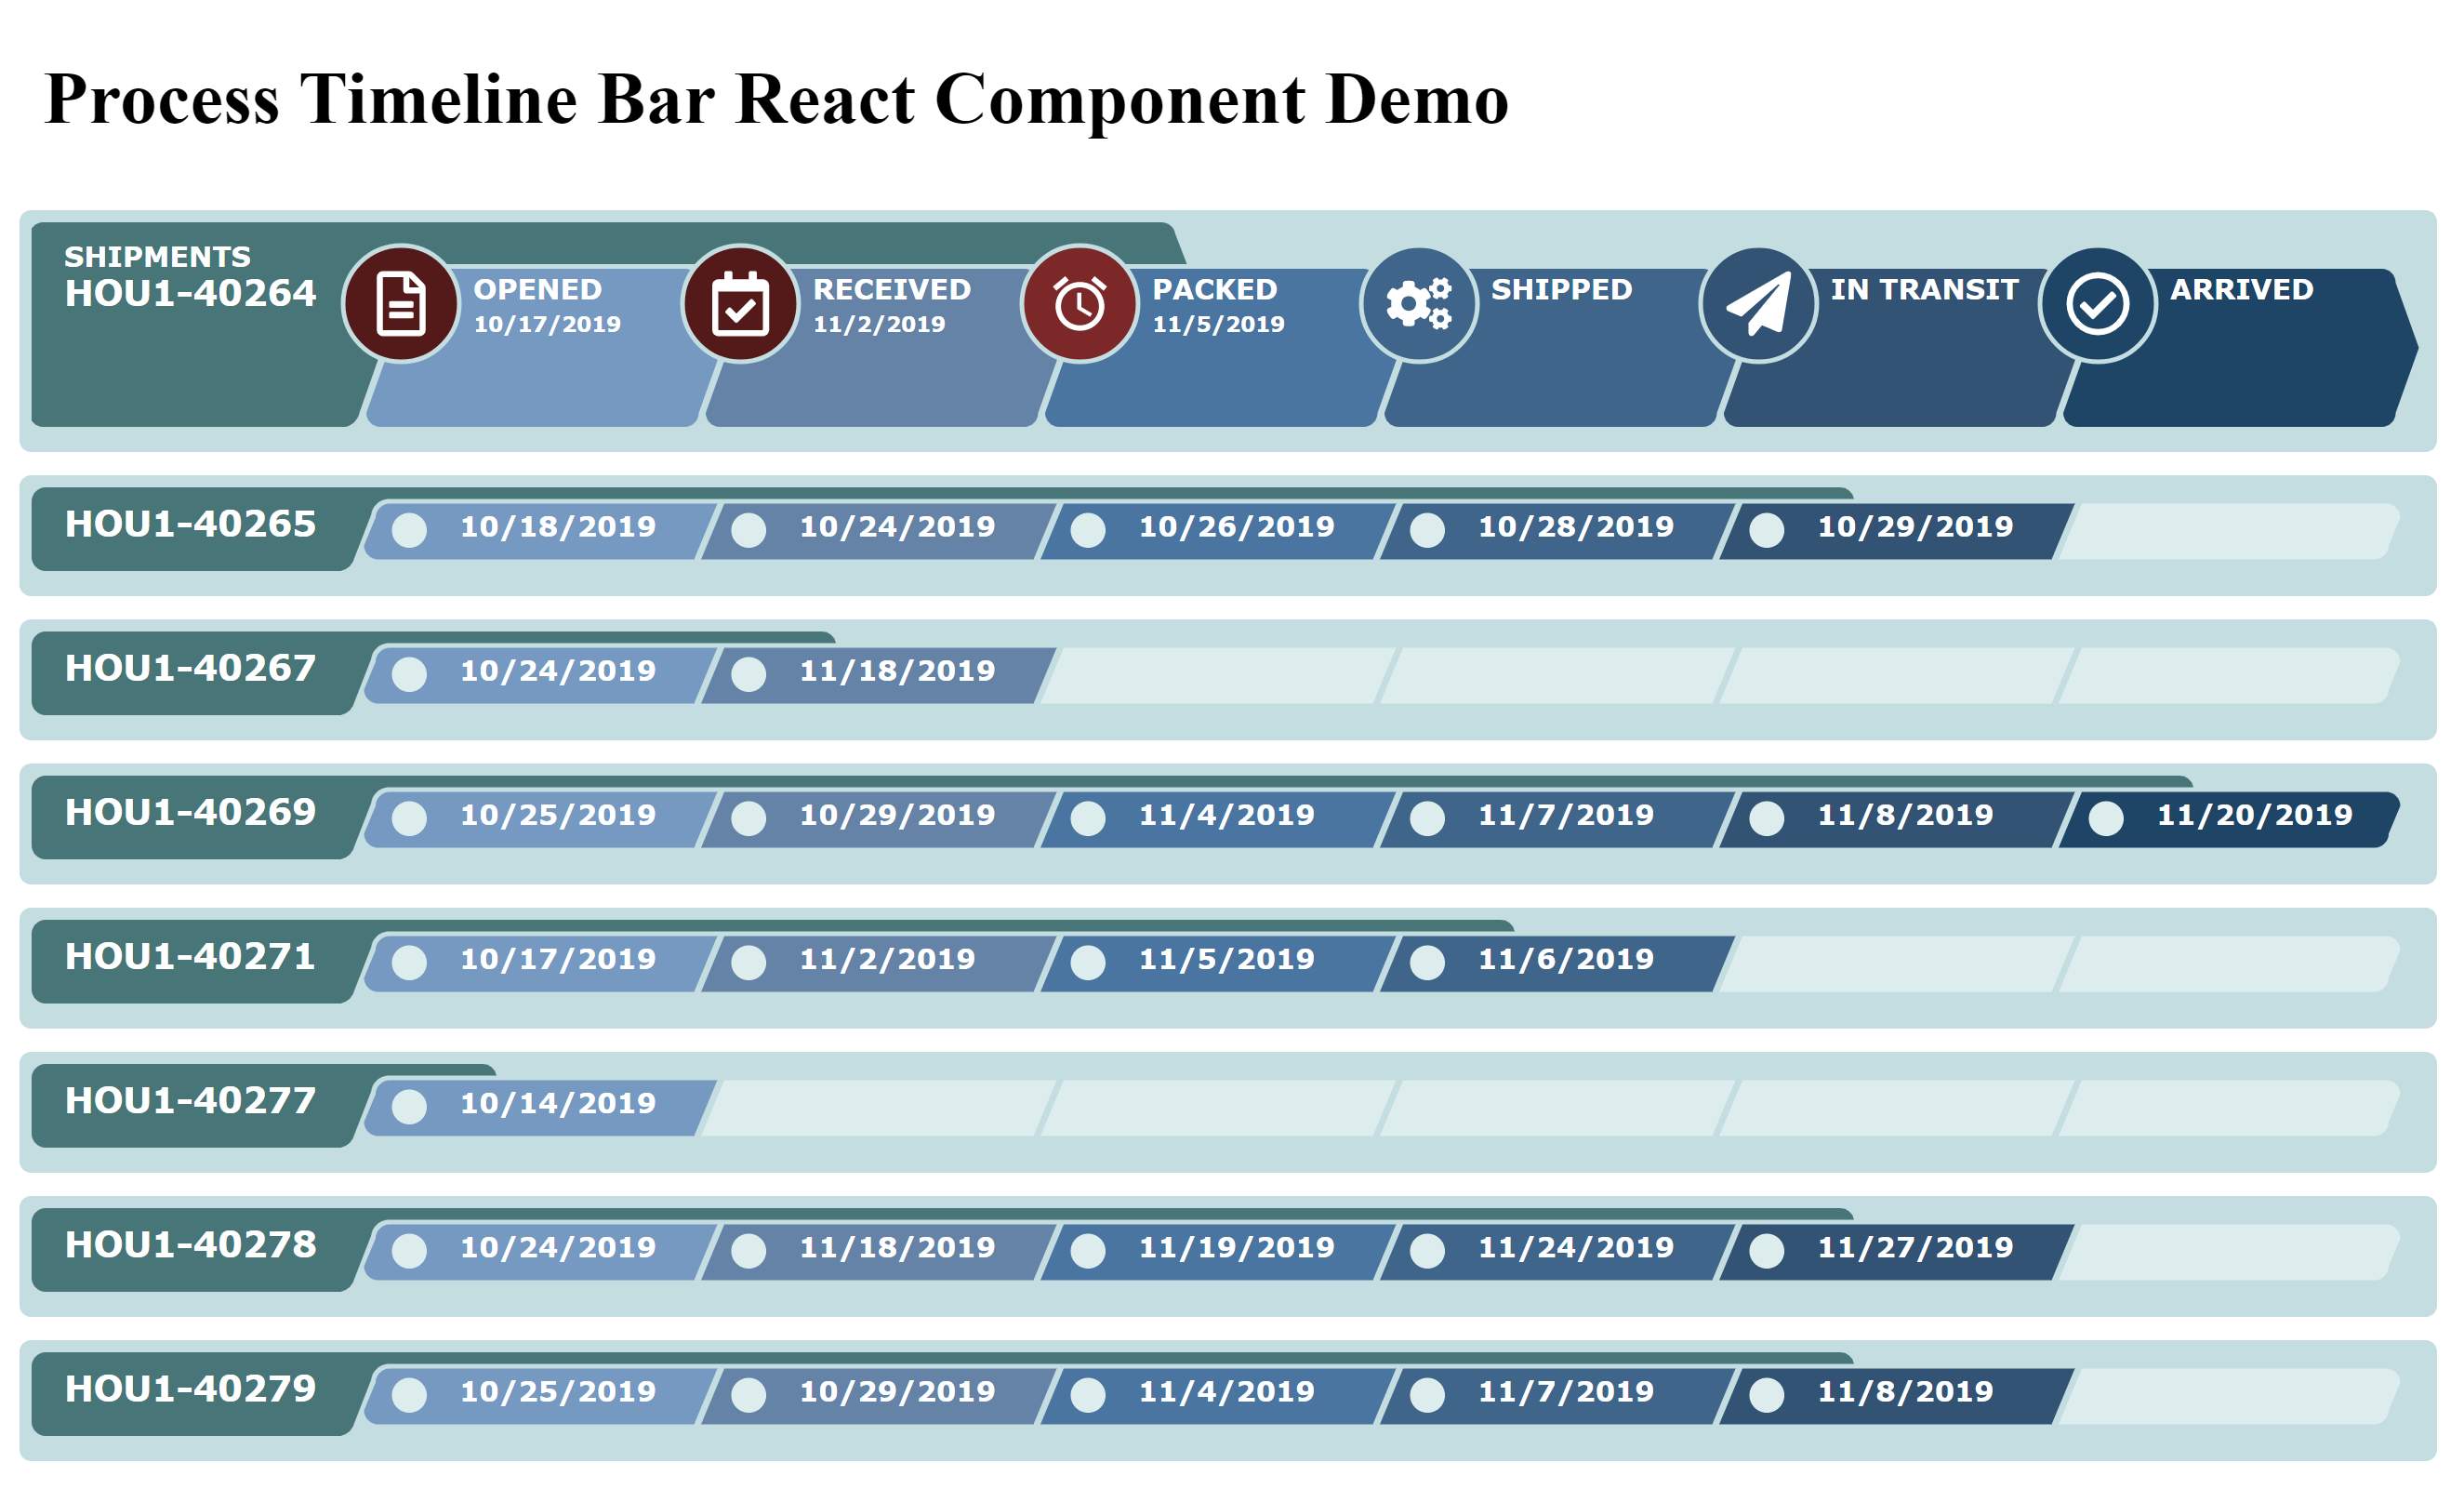 Process Timeline Bar React Component Demo
SHIPMENTS
HOU1-40264
OPENED
10/17/2019
RECEIVED
11/2/2019
PACKED
11/5/2019
SHIPPED
IN TRANSIT
ARRIVED
HOU1-40265 10/18/2019 10/24/2019 10/26/2019 10/28/2019 10/29/2019
HOU1-40267 10/24/2019 11/18/2019
HOU1-40269 10/25/2019 10/29/2019 11/4/2019 11/7/2019 11/8/2019 11/20/2019
HOU1-40271 10/17/2019 11/2/2019 11/5/2019 11/6/2019
HOU1-40277 10/14/2019
HOU1-40278 10/24/2019 11/18/2019 11/19/2019 11/24/2019 11/27/2019
HOU1-40279 10/25/2019 10/29/2019 11/4/2019 11/7/2019 11/8/2019